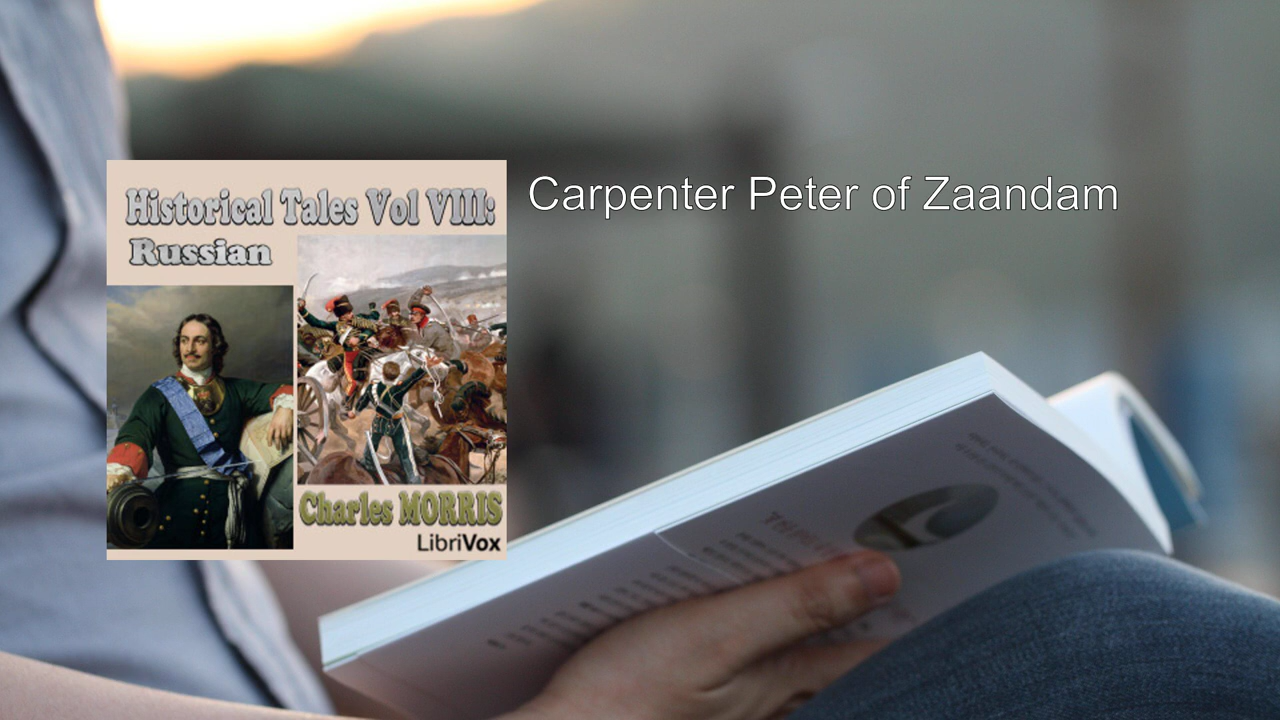 Historical Tales Vol VIII:
Russian
Charles MORRIS
LibriVox
Carpenter Peter of Zaandam